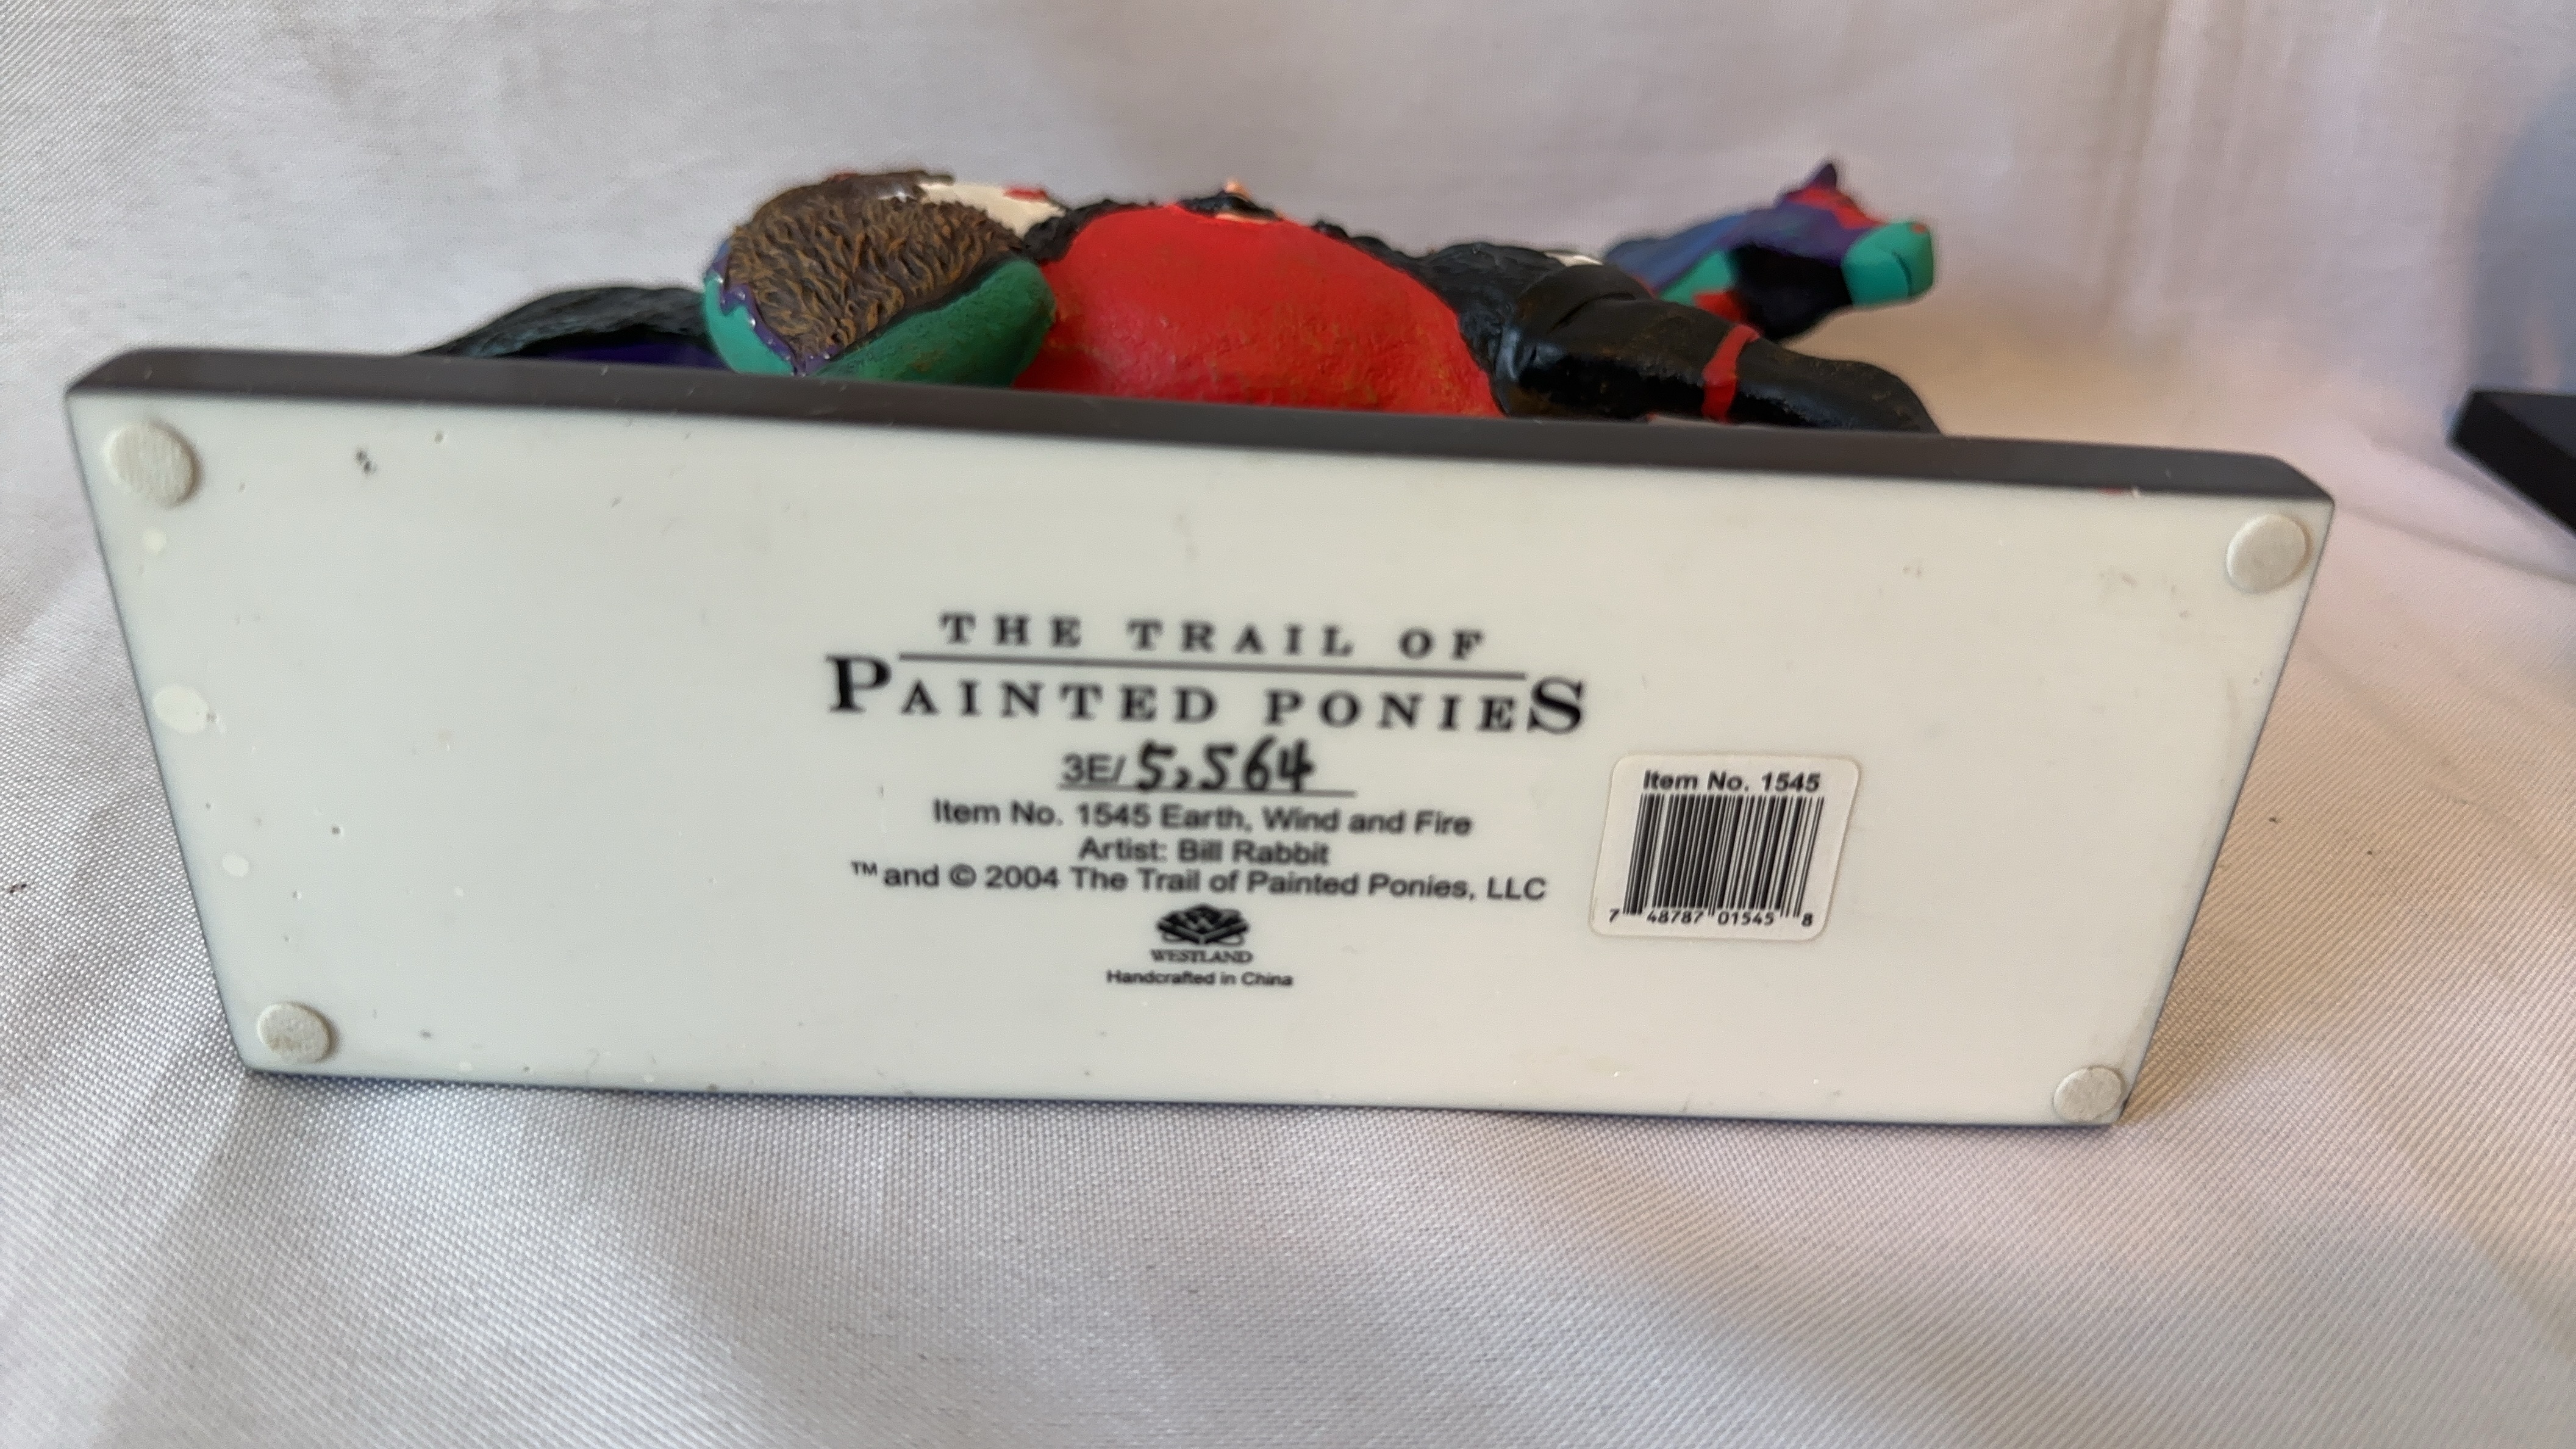 THE TRAIL OF
PAINTED PONIES
3E/ 5,564
Item No. 1545 Earth, Wind and Fire
Artist: Bill Rabbit
™ and © 2004 The Trail of Painted Ponies, LLC
WESTLAND
Handcrafted in China
Item No. 1545
7 48787 01545 8